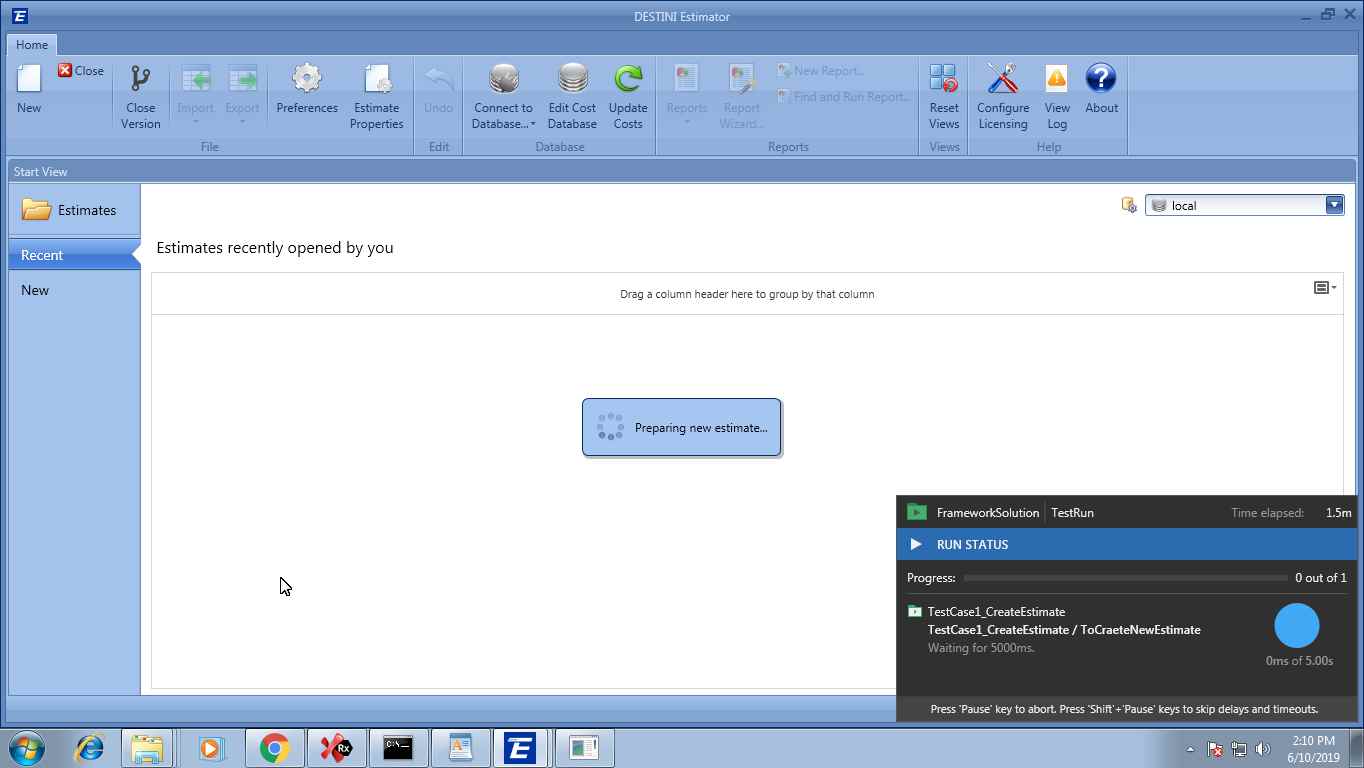 DESTINI Estimator
Home
New
Close
Close Version
Import
Export
Preferences
Estimate Properties
File
Undo
Edit
Connect to Database...
Edit Cost Database
Update Costs
Database
Reports
Report Wizard...
New Report...
Find and Run Report...
Reports
Reset Views
Views
Configure Licensing
View Log
About
Help
Start View
Estimates
Recent
New
local
Estimates recently opened by you
Drag a column header here to group by that column
Preparing new estimate...
FrameworkSolution
TestRun
Time elapsed: 1.5m
RUN STATUS
Progress: 0 out of 1
TestCase1_CreateEstimate
TestCase1_CreateEstimate / ToCraeteNewEstimate
Waiting for 5000ms.
0ms of 5.00s
Press 'Pause' key to abort. Press 'Shift'+'Pause' keys to skip delays and timeouts.
Rx
C:\_
2:10 PM
6/10/2019